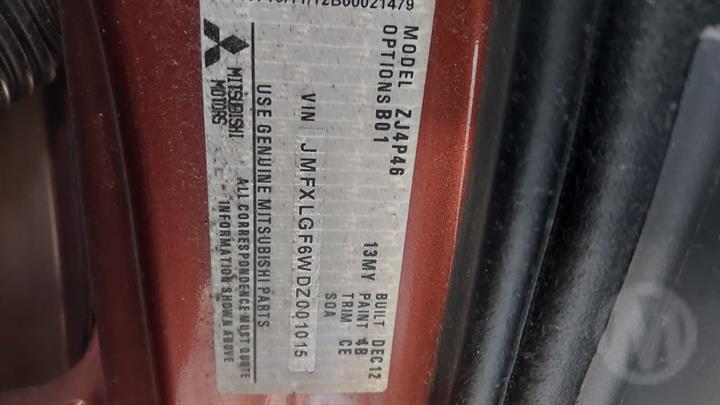 12B00021479
MODEL ZJ4P46
OPTIONS B01
13MY
BUILT DEC12
PAINT 4B
TRIM CE
SOA
VIN JMFXLGF6WDZ001015
USE GENUINE MITSUBISHI PARTS
MITSUBISHI
MOTORS
ALL CORRESPONDENCE MUST QUOTE
INFORMATION SHOWN ABOVE
M